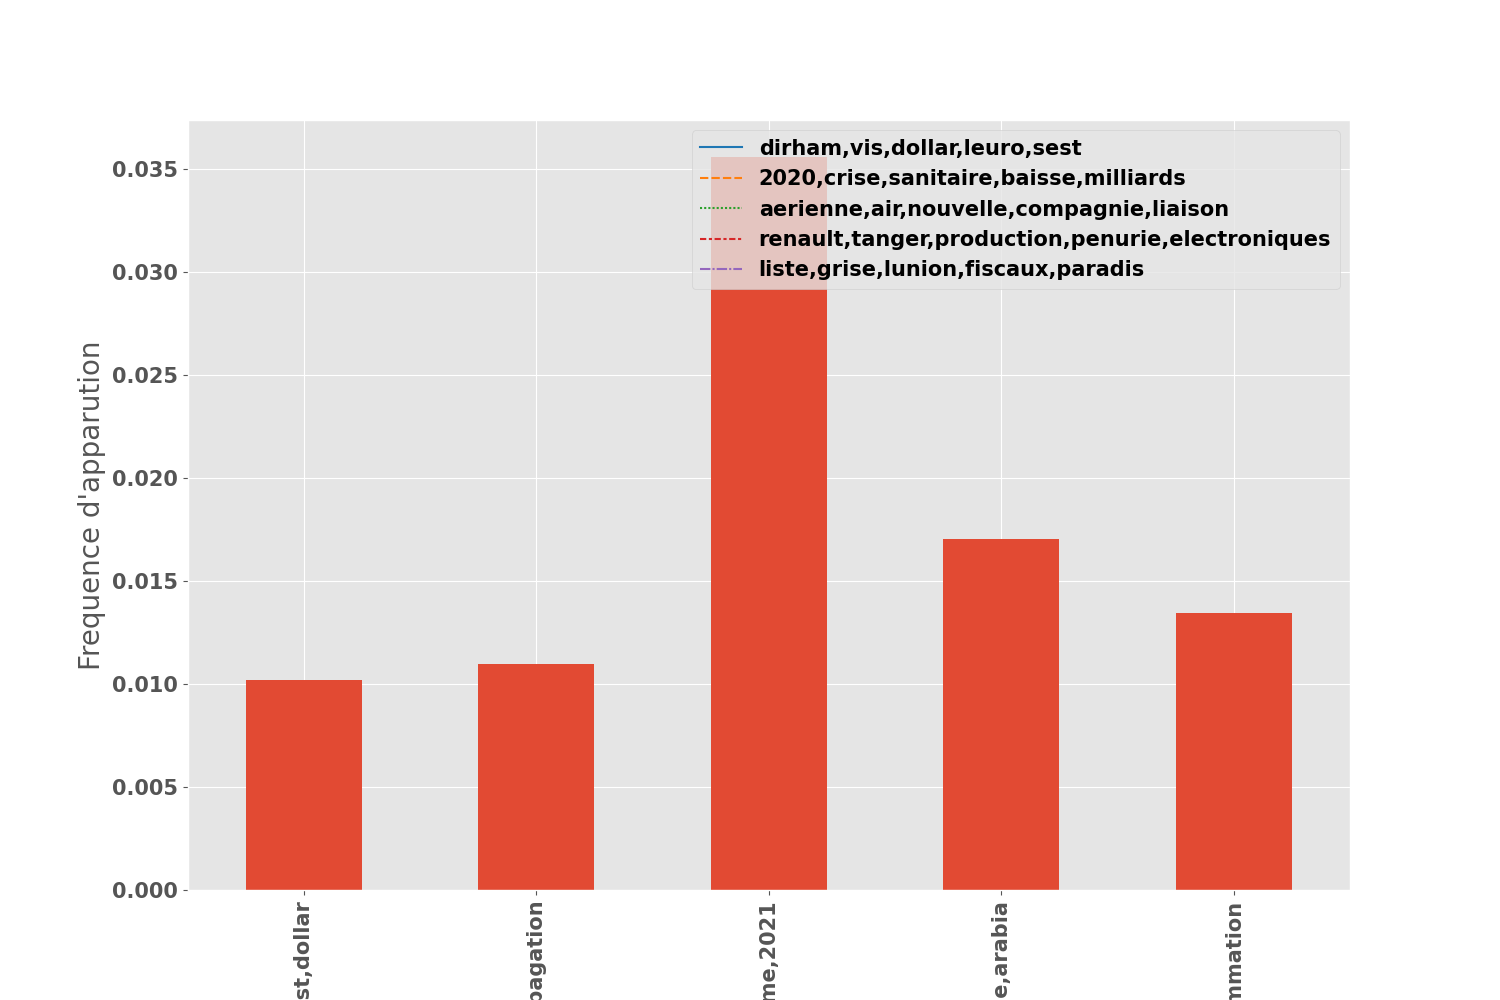 dirham,vis,dollar,leuro,sest
2020,crise,sanitaire,baisse,milliards
aerienne,air,nouvelle,compagnie,liaison
renault,tanger,production,penurie,electroniques
liste,grise,lunion,fiscaux,paradis
Frequence d'apparution
0.035
0.030
0.025
0.020
0.015
0.010
0.005
0.000
st,dollar
pagation
me,2021
e,arabia
mmation